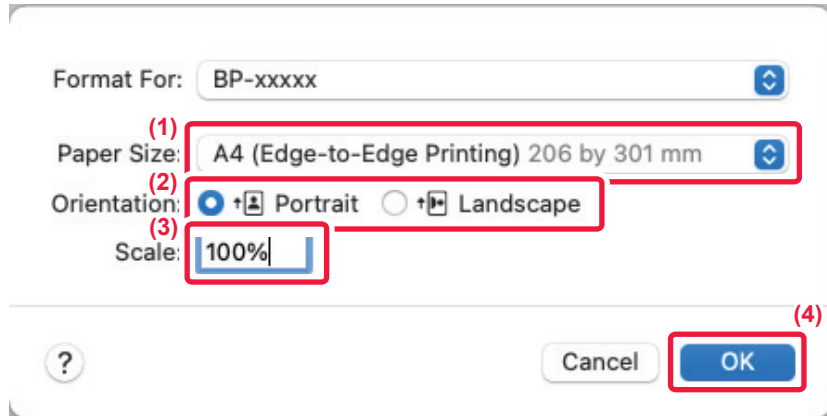 Format For: BP-xxxxx
(1)
Paper Size: A4 (Edge-to-Edge Printing) 206 by 301 mm
(2)
Orientation: Portrait Landscape
(3)
Scale: 100%
(4)
? Cancel OK